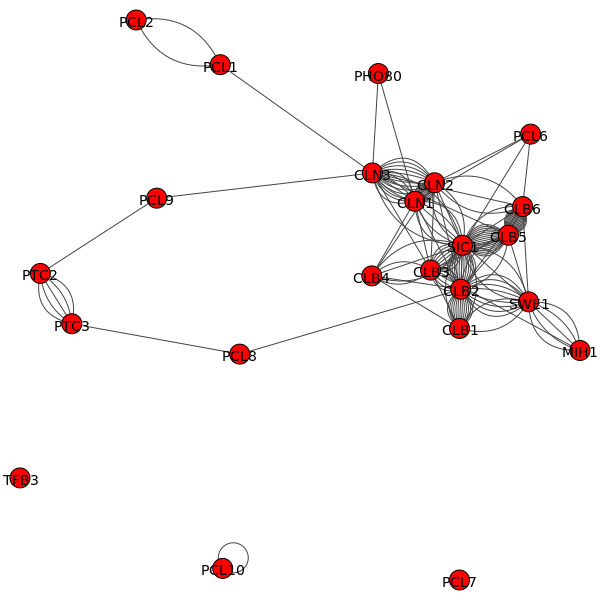 PCL2
PCL1
PHO80
PCL6
CLN3
CLN2
CLN1
PCL9
CLB6
CLB5
SIC1
CLB3
CLB4
PTC2
CLB2
SWE1
PTC3
CLB1
PCL8
MIH1
TFB3
PCL10
PCL7